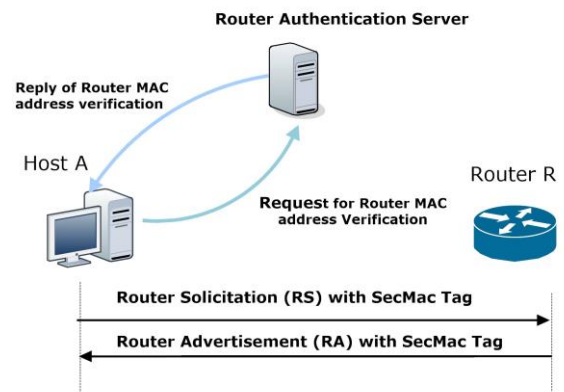 Router Authentication Server
Reply of Router MAC
address verification
Host A
Router R
Request for Router MAC
address Verification
Router Solicitation (RS) with SecMac Tag
Router Advertisement (RA) with SecMac Tag